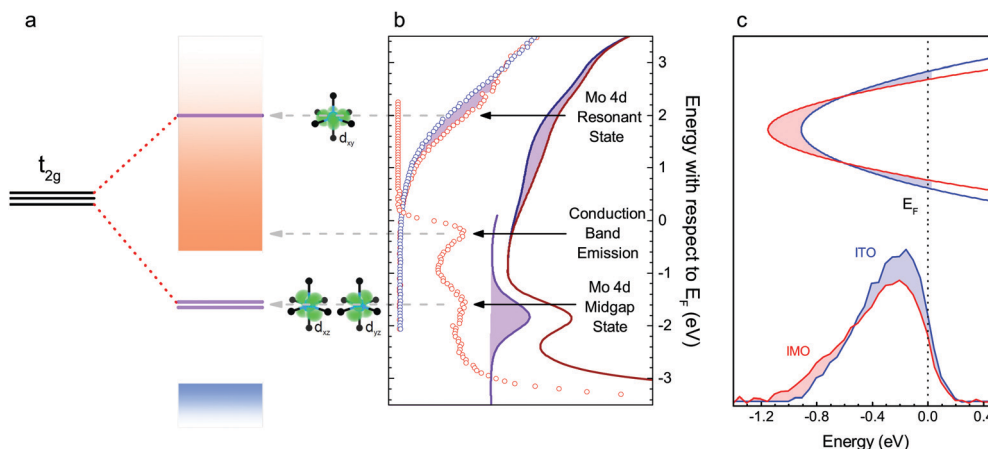 a
b
c
t2g
dxy
dxz
dyz
Mo 4d
Resonant
State
Conduction
Band
Emission
Mo 4d
Midgap
State
3
2
1
0
-1
-2
-3
Energy with respect to EF (eV)
EF
ITO
IMO
-1.2
-0.8
-0.4
0.0
0.4
Energy (eV)